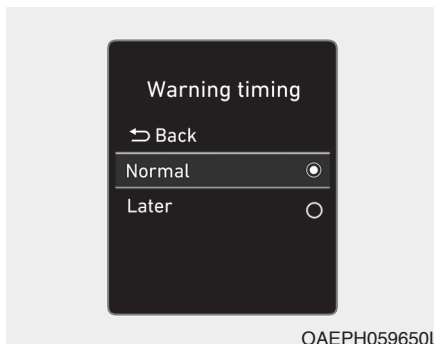 Warning timing
Back
Normal
Later
OAEPH059650L